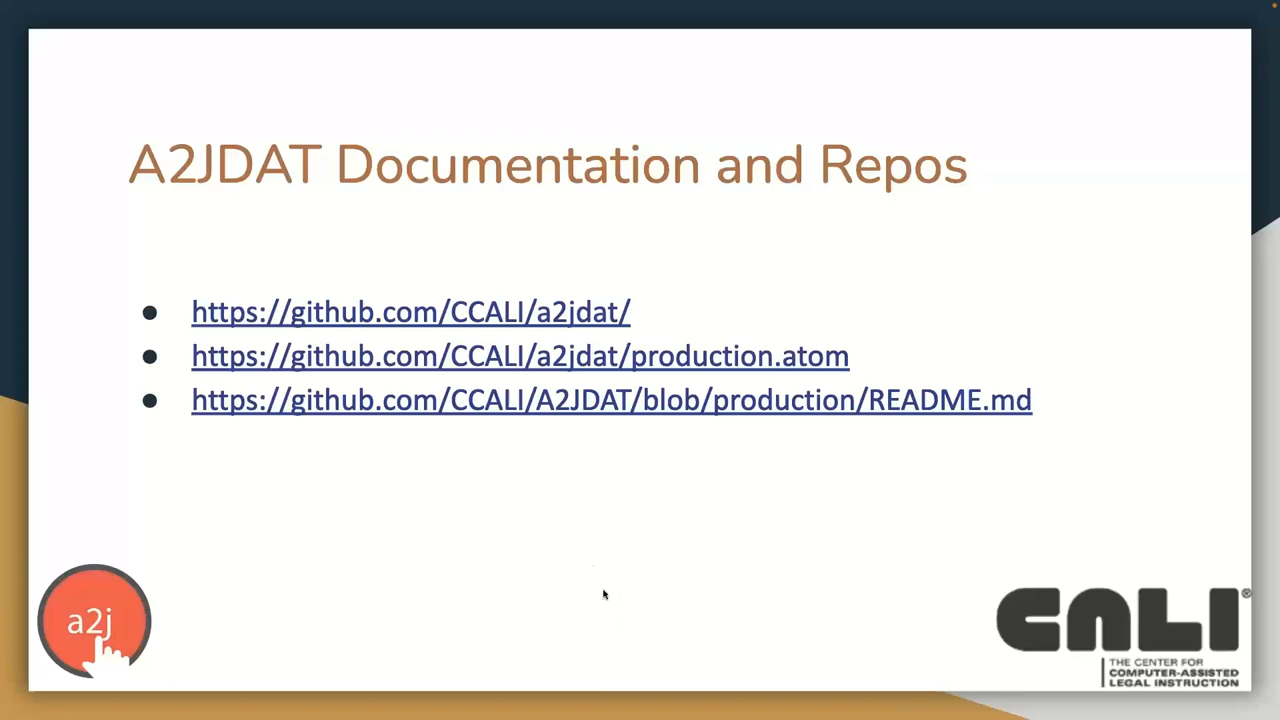 A2JDAT Documentation and Repos
● https://github.com/CCALI/a2jdat/
● https://github.com/CCALI/a2jdat/production.atom
● https://github.com/CCALI/A2JDAT/blob/production/README.md
a2j
CALI®
THE CENTER FOR
COMPUTER-ASSISTED
LEGAL INSTRUCTION